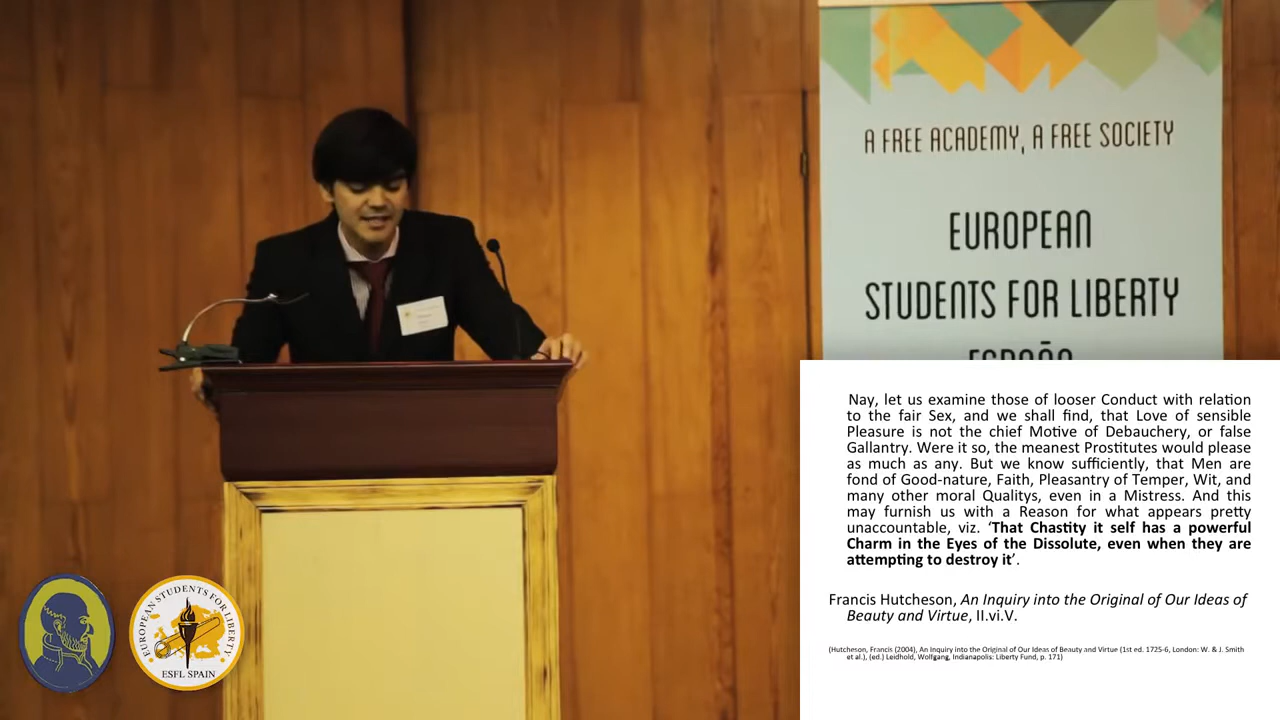 A FREE ACADEMY, A FREE SOCIETY
EUROPEAN
STUDENTS FOR LIBERTY
ESPAÑA
Nay, let us examine those of looser Conduct with relation
to the fair Sex, and we shall find, that Love of sensible
Pleasure is not the chief Motive of Debauchery, or false
Gallantry. Were it so, the meanest Prostitutes would please
as much as any. But we know sufficiently, that Men are
fond of Good-nature, Faith, Pleasantry of Temper, Wit, and
many other moral Qualitys, even in a Mistress. And this
may furnish us with a Reason for what appears pretty
unaccountable, viz. ‘That Chastity it self has a powerful
Charm in the Eyes of the Dissolute, even when they are
attempting to destroy it’.
Francis Hutcheson, An Inquiry into the Original of Our Ideas of
Beauty and Virtue, II.vi.V.
(Hutcheson, Francis (2004), An Inquiry into the Original of Our Ideas of Beauty and Virtue (1st ed. 1725-6, London: W. & J. Smith
et al.), (ed.) Leidhold, Wolfgang, Indianapolis: Liberty Fund, p. 171)
EUROPEAN STUDENTS FOR LIBERTY
ESFL SPAIN